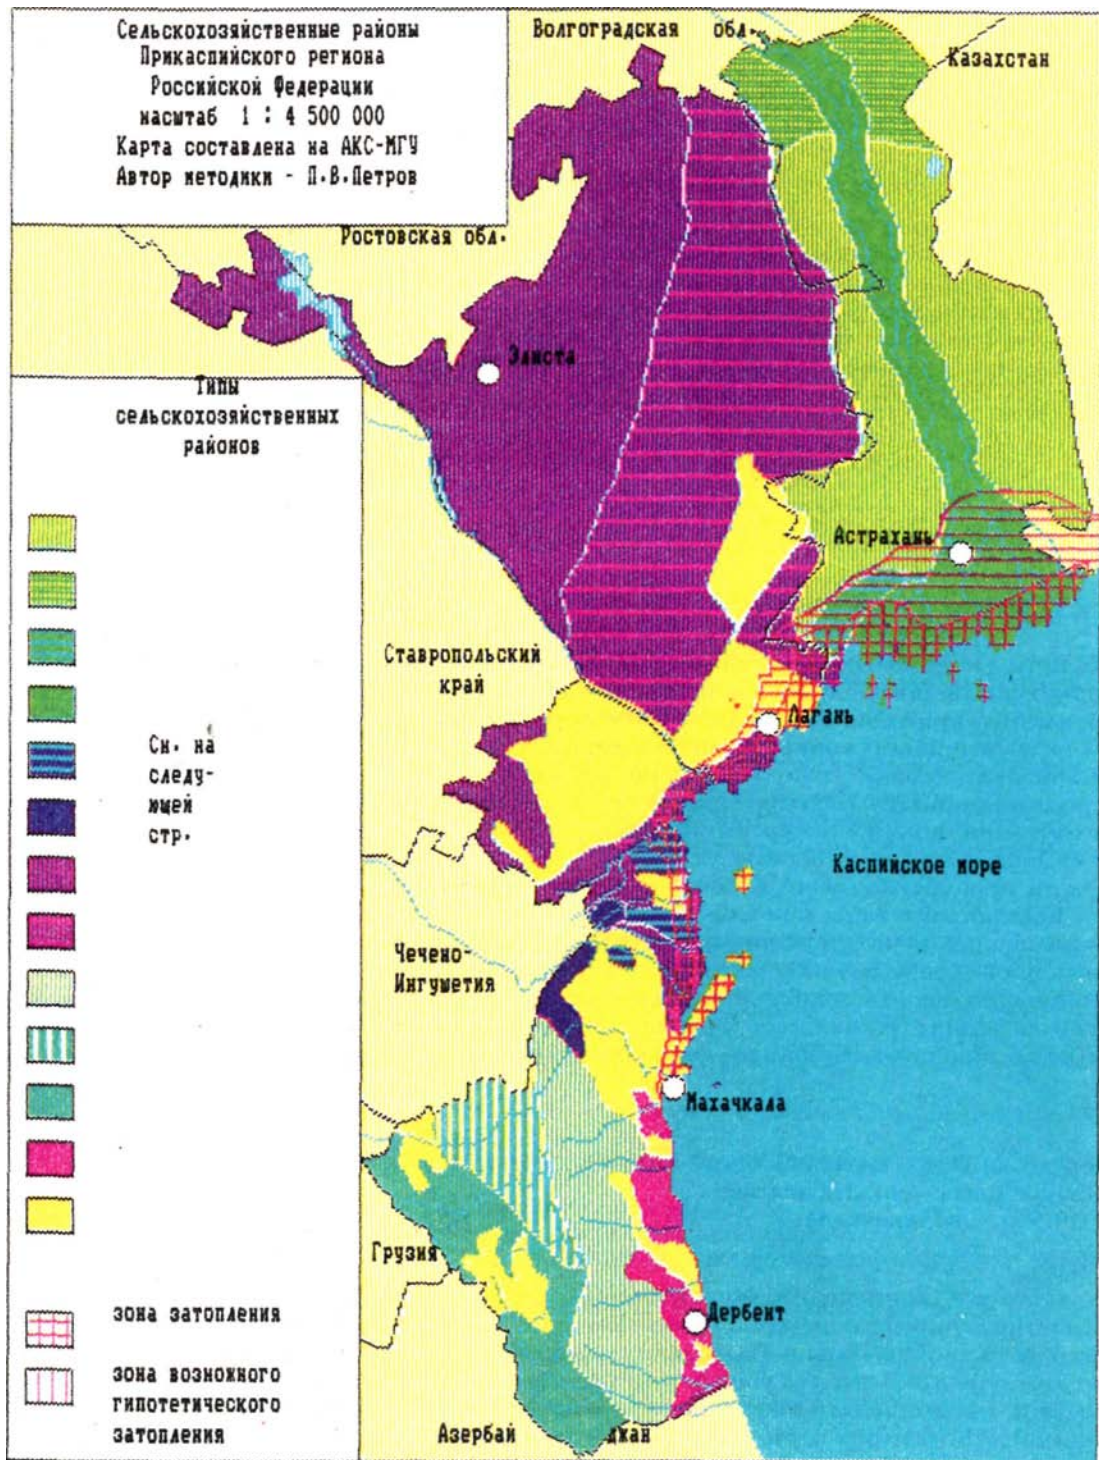 Сельскохозяйственные районы
Прикаспийского региона
Российской Федерации
масштаб 1 : 4 500 000
Карта составлена на АКС-МГУ
Автор методики - П.В.Петров
Волгоградская обл.
Казахстан
Ростовская обл.
Элиста
Типы
сельскохозяйственных
районов
Астрахань
Ставропольский
край
Лагань
См. на
следу-
ющей
стр.
Каспийское море
Чечено-
Ингушетия
Махачкала
Грузия
Дербент
зона затопления
зона возможного
гипотетического
затопления
Азербай джан